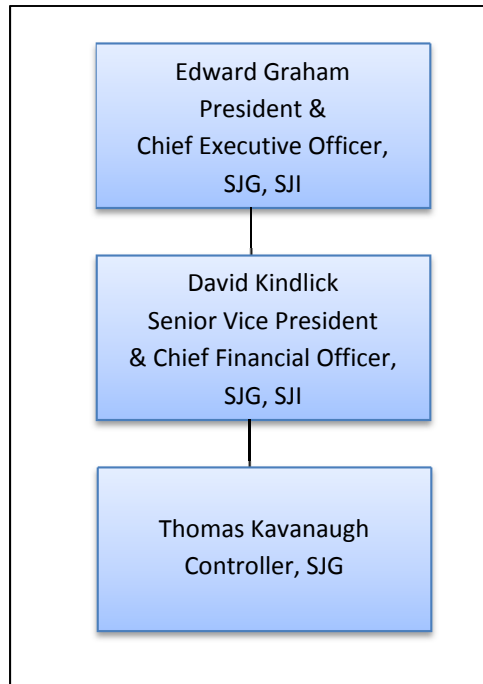 Edward Graham
President &
Chief Executive Officer,
SJG, SJI
David Kindlick
Senior Vice President
& Chief Financial Officer,
SJG, SJI
Thomas Kavanaugh
Controller, SJG